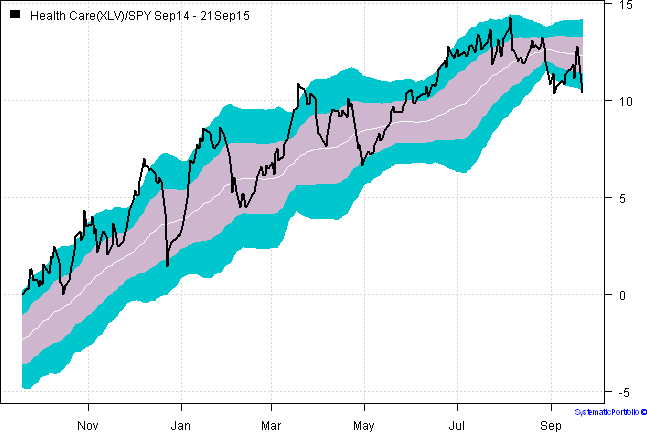 Health Care(XLV)/SPY Sep14 - 21Sep15
15
10
5
0
-5
Nov Jan Mar May Jul Sep
SystematicPortfolio ©